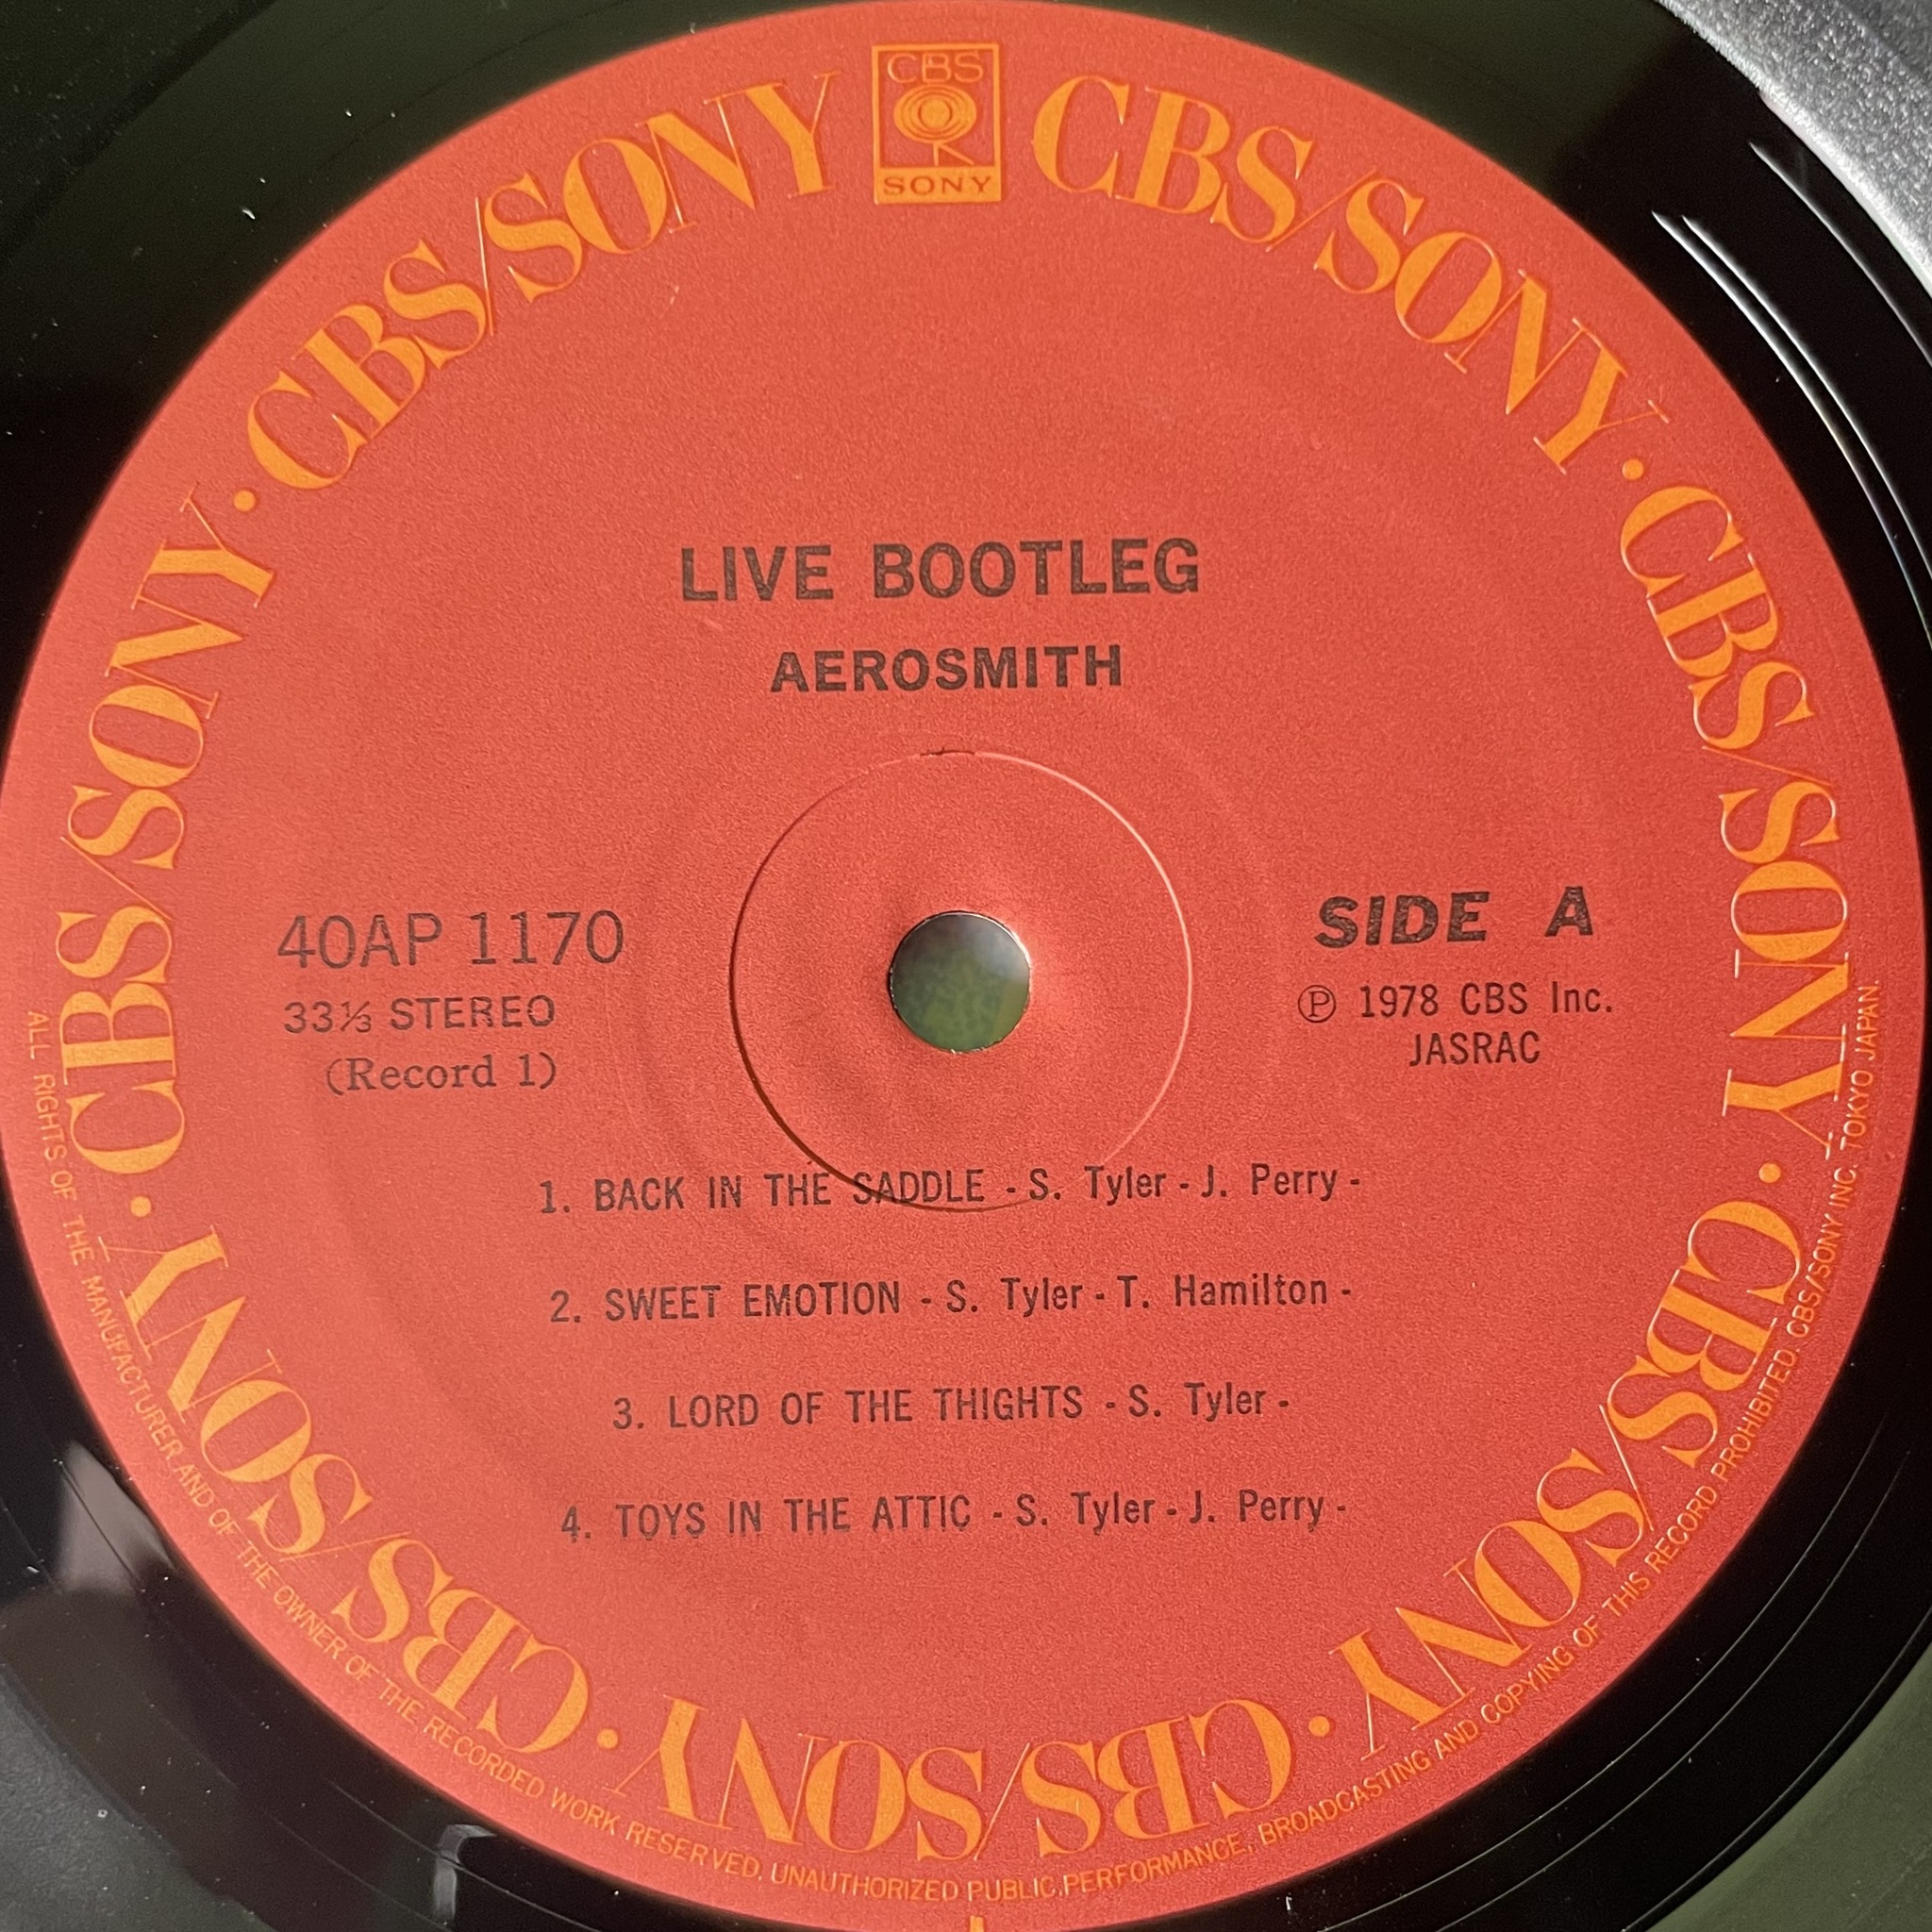 CBS
SONY
CBS/SONY · CBS/SONY · CBS/SONY · CBS/SONY · CBS/SONY · CBS/SONY · CBS/SONY
LIVE BOOTLEG
AEROSMITH
40AP 1170
33⅓ STEREO
(Record 1)
SIDE A
Ⓟ 1978 CBS Inc.
JASRAC
1. BACK IN THE SADDLE - S. Tyler - J. Perry -
2. SWEET EMOTION - S. Tyler - T. Hamilton -
3. LORD OF THE THIGHTS - S. Tyler -
4. TOYS IN THE ATTIC - S. Tyler - J. Perry -
ALL RIGHTS OF THE MANUFACTURER AND OF THE OWNER OF THE RECORDED WORK RESERVED. UNAUTHORIZED PUBLIC PERFORMANCE, BROADCASTING AND COPYING OF THIS RECORD PROHIBITED. CBS/SONY INC. TOKYO JAPAN.